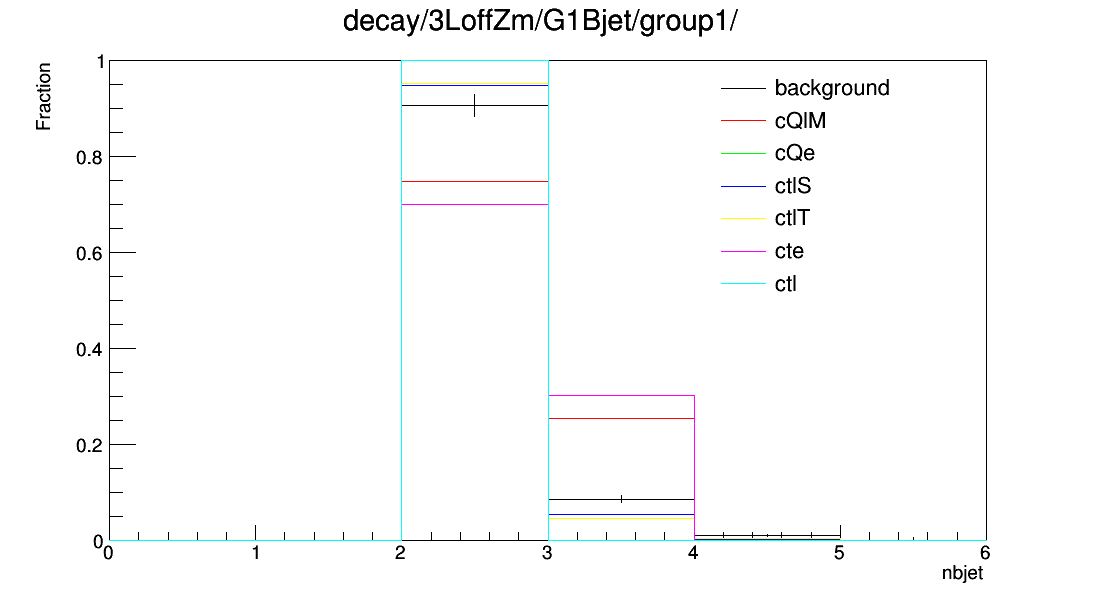 decay/3LoffZm/G1Bjet/group1/
Fraction
1
0.8
0.6
0.4
0.2
0
background
cQlM
cQe
ctlS
ctlT
cte
ctl
0 1 2 3 4 5 6
nbjet